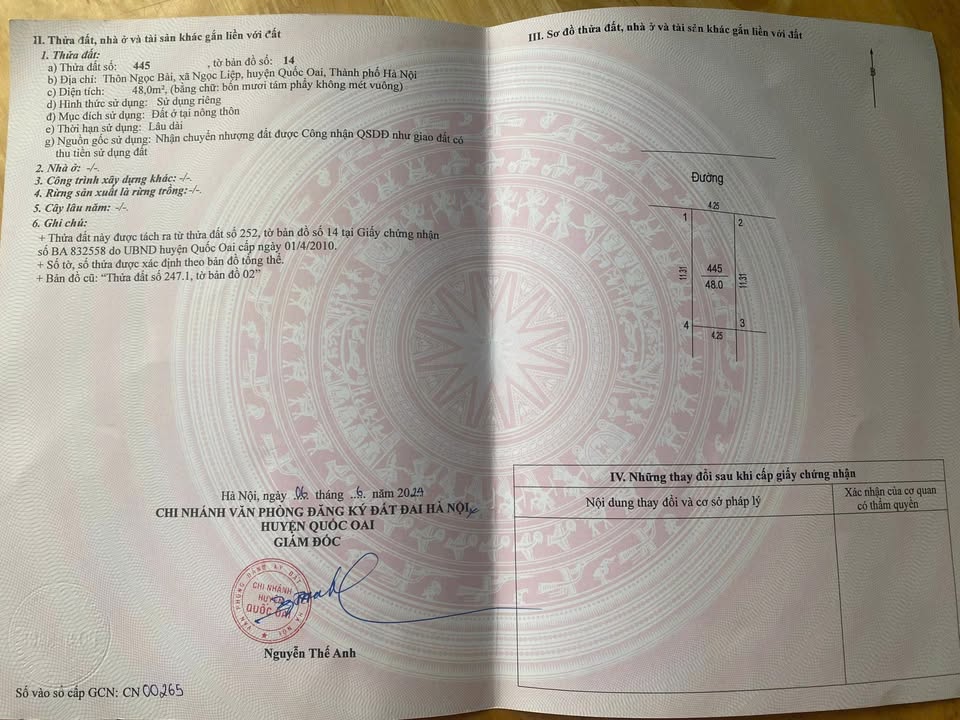 II. Thửa đất, nhà ở và tài sản khác gắn liền với đất
1. Thửa đất:
a) Thửa đất số: 445 , tờ bản đồ số: 14
b) Địa chỉ: Thôn Ngọc Bài, xã Ngọc Liệp, huyện Quốc Oai, Thành phố Hà Nội
c) Diện tích: 48,0m², (bằng chữ: bốn mươi tám phẩy không mét vuông)
d) Hình thức sử dụng: Sử dụng riêng
đ) Mục đích sử dụng: Đất ở tại nông thôn
e) Thời hạn sử dụng: Lâu dài
g) Nguồn gốc sử dụng: Nhận chuyển nhượng đất được Công nhận QSDĐ như giao đất có
thu tiền sử dụng đất
2. Nhà ở: -/-.
3. Công trình xây dựng khác: -/-.
4. Rừng sản xuất là rừng trồng: -/-.
5. Cây lâu năm: -/-.
6. Ghi chú:
+ Thửa đất này được tách ra từ thửa đất số 252, tờ bản đồ số 14 tại Giấy chứng nhận
số BA 832558 do UBND huyện Quốc Oai cấp ngày 01/4/2010.
+ Số tờ, số thửa được xác định theo bản đồ tổng thể.
+ Bản đồ cũ: "Thửa đất số 247.1, tờ bản đồ 02"
Hà Nội, ngày 06 tháng 6 năm 2024
CHI NHÁNH VĂN PHÒNG ĐĂNG KÝ ĐẤT ĐAI HÀ NỘI
HUYỆN QUỐC OAI
GIÁM ĐỐC
CHI NHÁNH
HUYỆN
QUỐC OAI
Nguyễn Thế Anh
Số vào sổ cấp GCN: CN 00265
III. Sơ đồ thửa đất, nhà ở và tài sản khác gắn liền với đất
B
Đường
4.25
1
2
11.31
445
48.0
11.31
4
3
4.25
IV. Những thay đổi sau khi cấp giấy chứng nhận
Nội dung thay đổi và cơ sở pháp lý
Xác nhận của cơ quan
có thẩm quyền